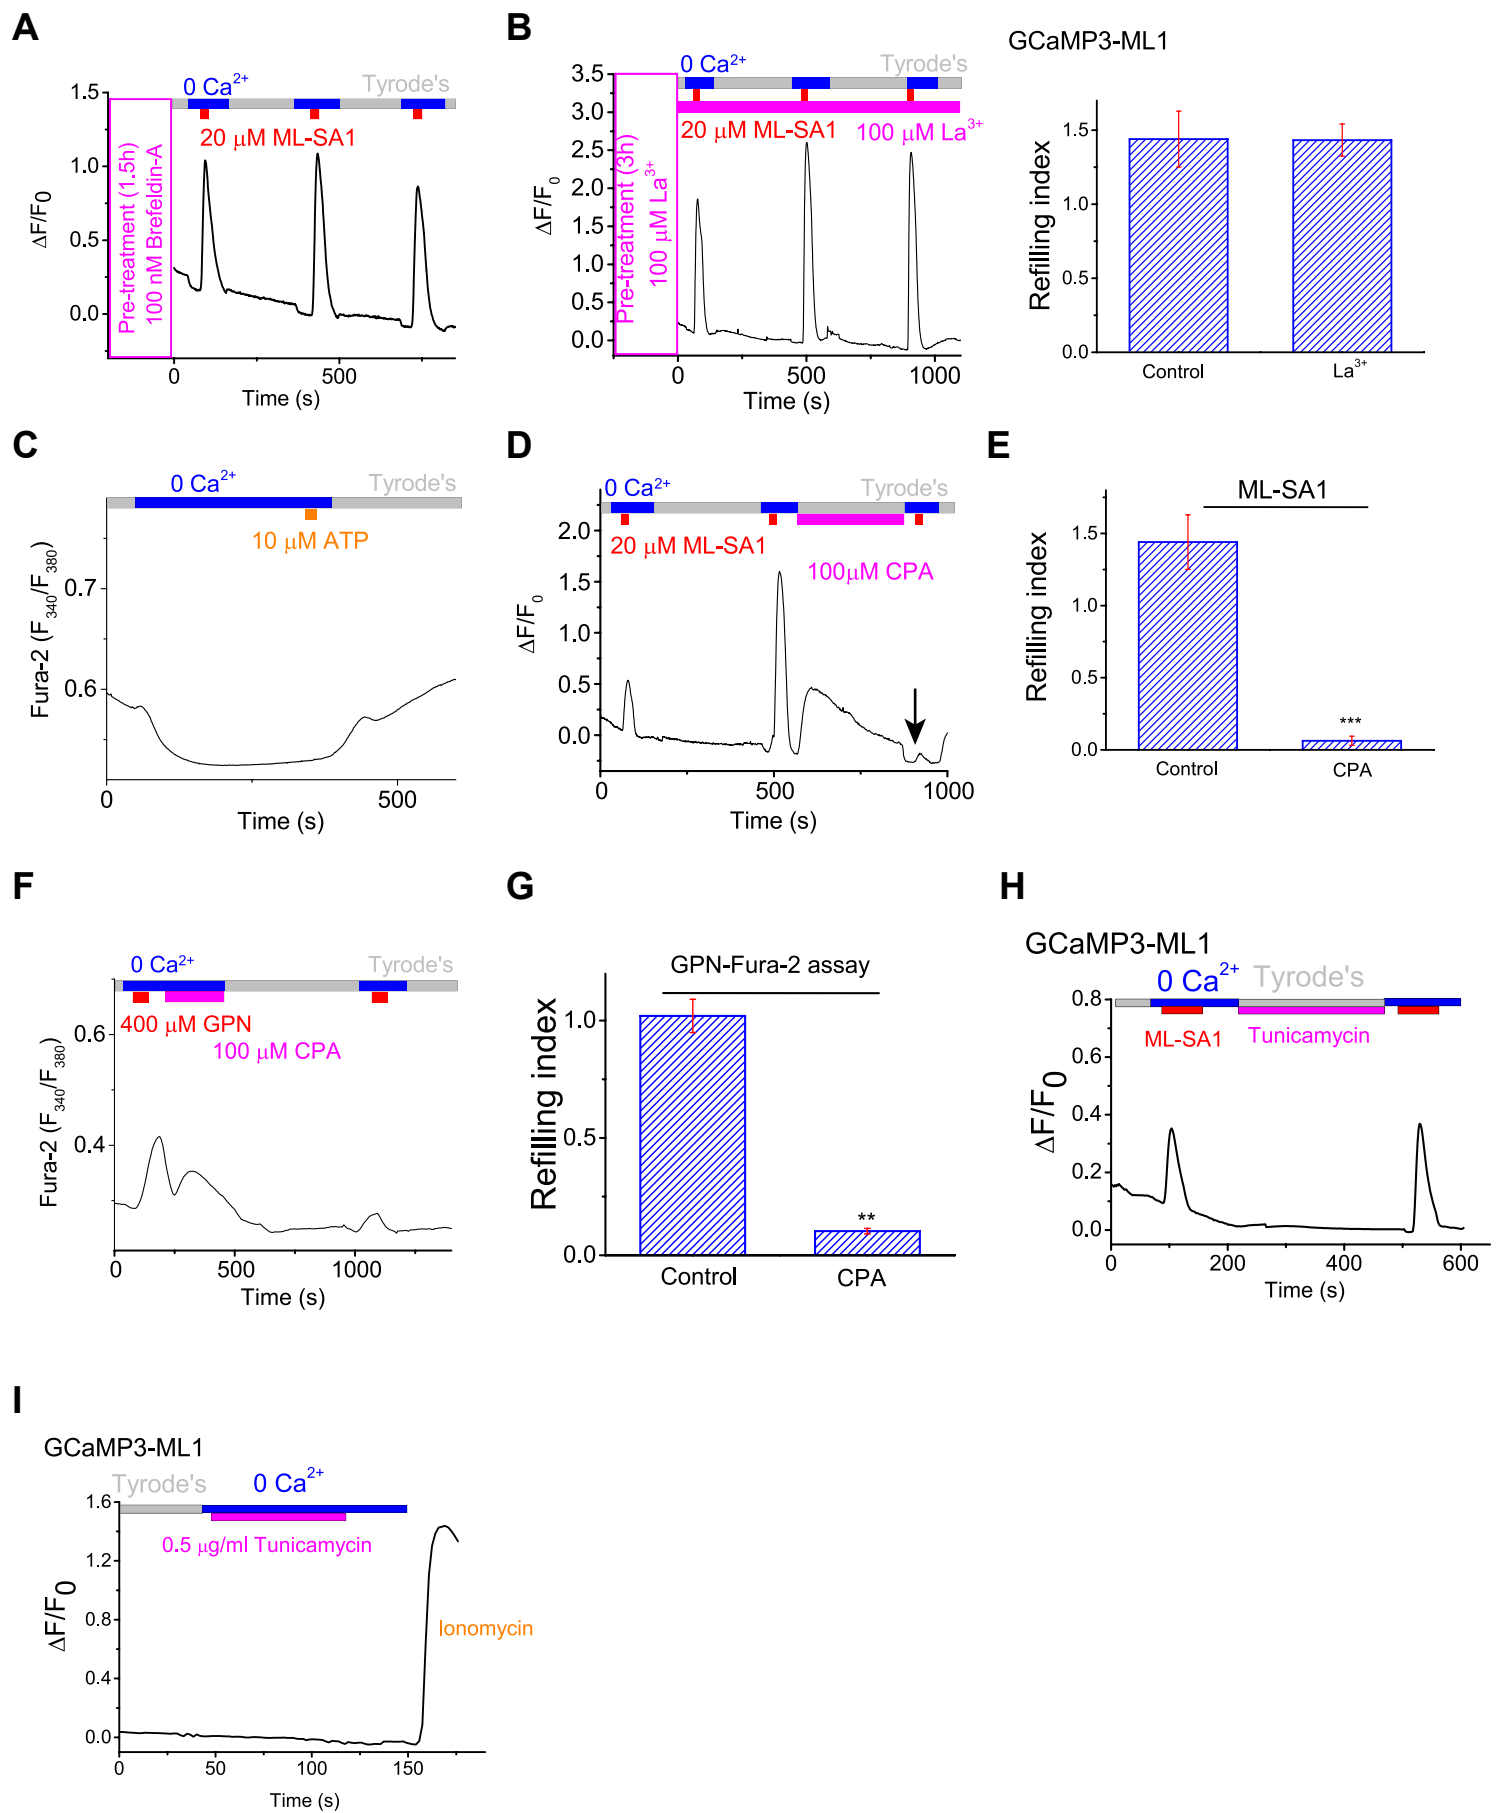 A
0 Ca2+
Tyrode's
20 μM ML-SA1
Pre-treatment (1.5h)
100 nM Brefeldin-A
ΔF/F0
1.5
1.0
0.5
0.0
0
500
Time (s)
B
0 Ca2+
Tyrode's
20 μM ML-SA1
100 μM La3+
Pre-treatment (3h)
100 μM La3+
ΔF/F0
3.5
3.0
2.5
2.0
1.5
1.0
0.5
0.0
0
500
1000
Time (s)
GCaMP3-ML1
Refilling index
1.5
1.0
0.5
0.0
Control
La3+
C
0 Ca2+
Tyrode's
10 μM ATP
Fura-2 (F340/F380)
0.7
0.6
0
500
Time (s)
D
0 Ca2+
Tyrode's
20 μM ML-SA1
100μM CPA
ΔF/F0
2.0
1.5
1.0
0.5
0.0
0
500
1000
Time (s)
E
ML-SA1
Refilling index
1.5
1.0
0.5
0.0
***
Control
CPA
F
0 Ca2+
Tyrode's
400 μM GPN
100 μM CPA
Fura-2 (F340/F380)
0.6
0.4
0
500
1000
Time (s)
G
GPN-Fura-2 assay
Refilling index
1.0
0.5
0.0
**
Control
CPA
H
GCaMP3-ML1
0 Ca2+
Tyrode's
ML-SA1
Tunicamycin
ΔF/F0
0.8
0.6
0.4
0.2
0.0
0
200
400
600
Time (s)
I
GCaMP3-ML1
Tyrode's
0 Ca2+
0.5 μg/ml Tunicamycin
Ionomycin
ΔF/F0
1.6
1.2
0.8
0.4
0.0
0
50
100
150
Time (s)